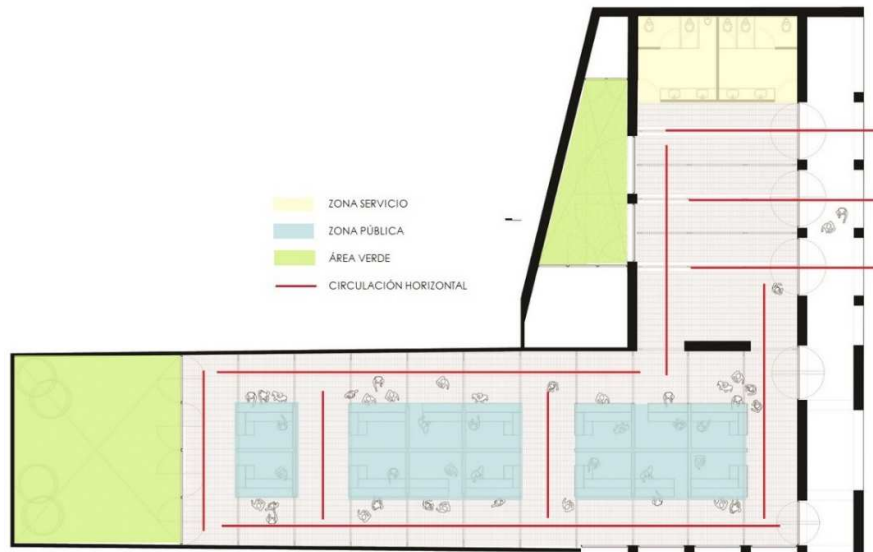 ZONA SERVICIO
ZONA PÚBLICA
ÁREA VERDE
CIRCULACIÓN HORIZONTAL